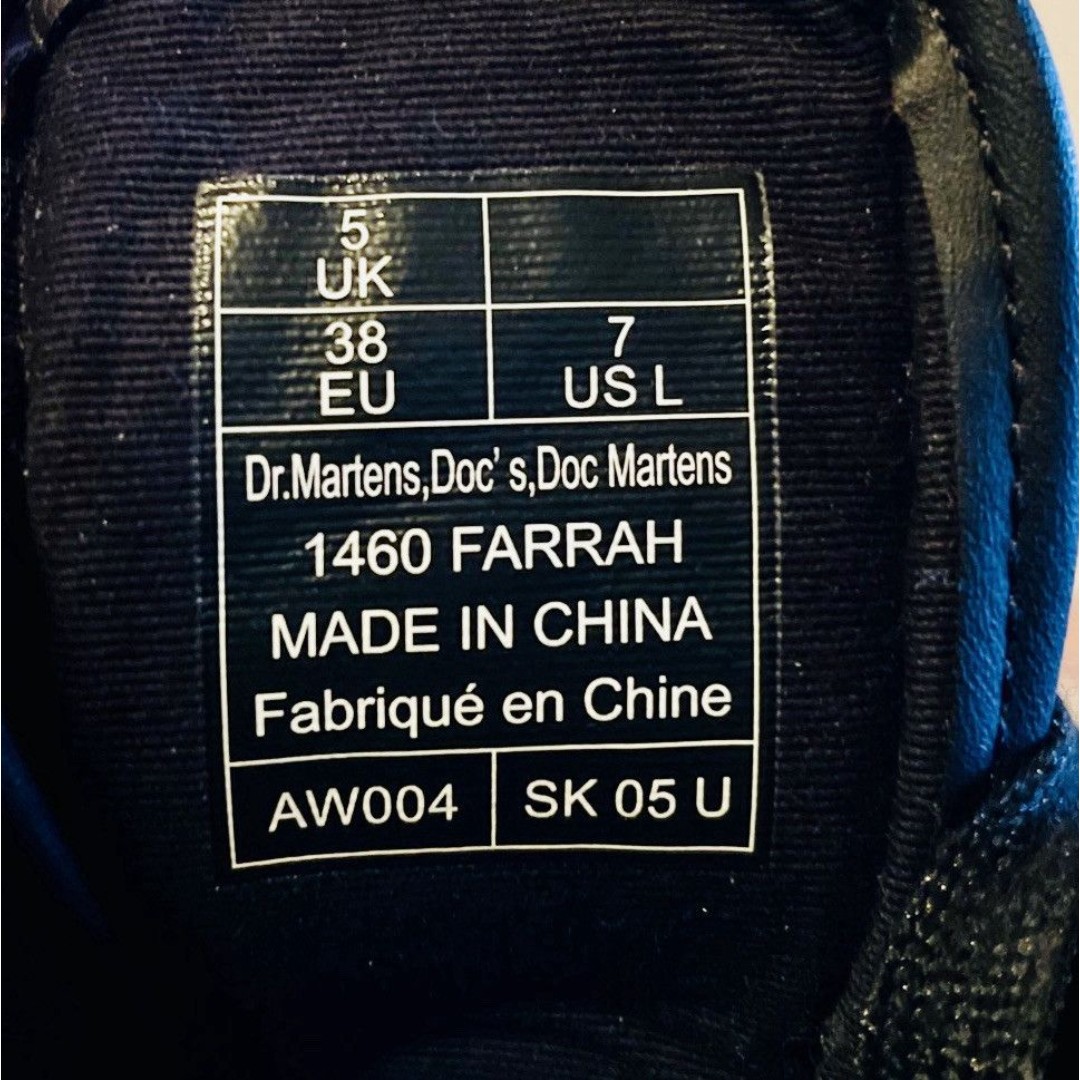 5
UK
38
EU
7
US L
Dr.Martens,Doc's,Doc Martens
1460 FARRAH
MADE IN CHINA
Fabriqué en Chine
AW004
SK 05 U